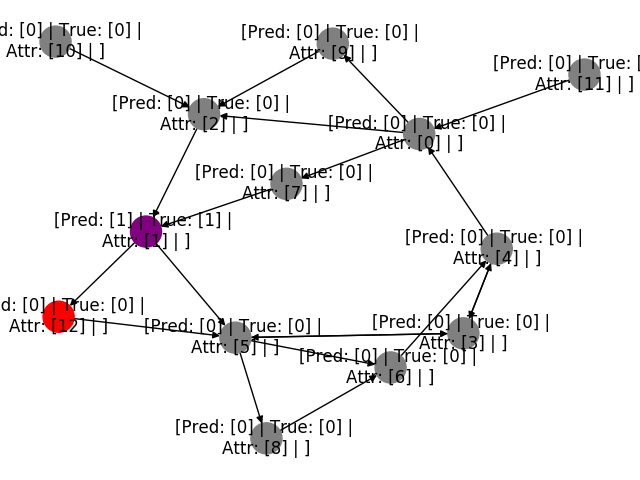 d: [0] | True: [0] |
Attr: [10] | ]
[Pred: [0] | True: [0] |
Attr: [9] | ]
[Pred: [0] | True: [
Attr: [11] | ]
[Pred: [0] | True: [0] |
Attr: [2] | ]
[Pred: [0] | True: [0] |
Attr: [0] | ]
[Pred: [0] | True: [0] |
Attr: [7] | ]
[Pred: [1] | True: [1] |
Attr: [1] | ]
[Pred: [0] | True: [0] |
Attr: [4] | ]
d: [0] | True: [0] |
Attr: [12] | ]
[Pred: [0] | True: [0] |
Attr: [5] | ]
[Pred: [0] | True: [0] |
Attr: [3] | ]
[Pred: [0] | True: [0] |
Attr: [6] | ]
[Pred: [0] | True: [0] |
Attr: [8] | ]